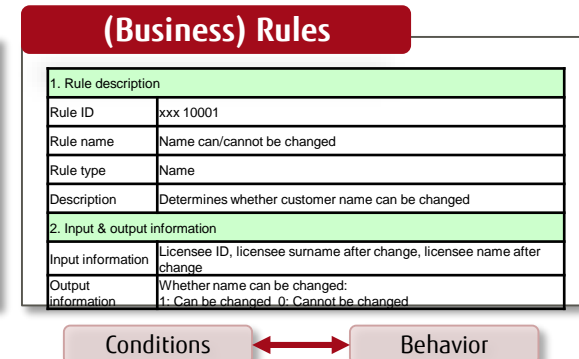 (Business) Rules
1. Rule description
Rule ID xxx 10001
Rule name Name can/cannot be changed
Rule type Name
Description Determines whether customer name can be changed
2. Input & output information
Input information Licensee ID, licensee surname after change, licensee name after
change
Output Whether name can be changed:
information 1: Can be changed 0: Cannot be changed
Conditions Behavior